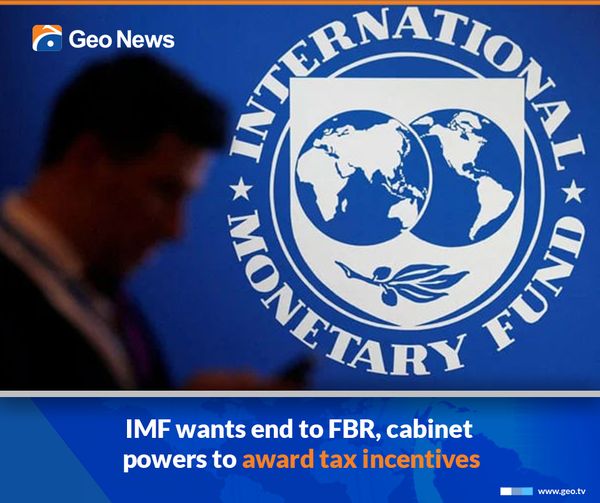 Geo News
INTERNATIONAL
MONETARY FUND
IMF wants end to FBR, cabinet
powers to award tax incentives
www.geo.tv